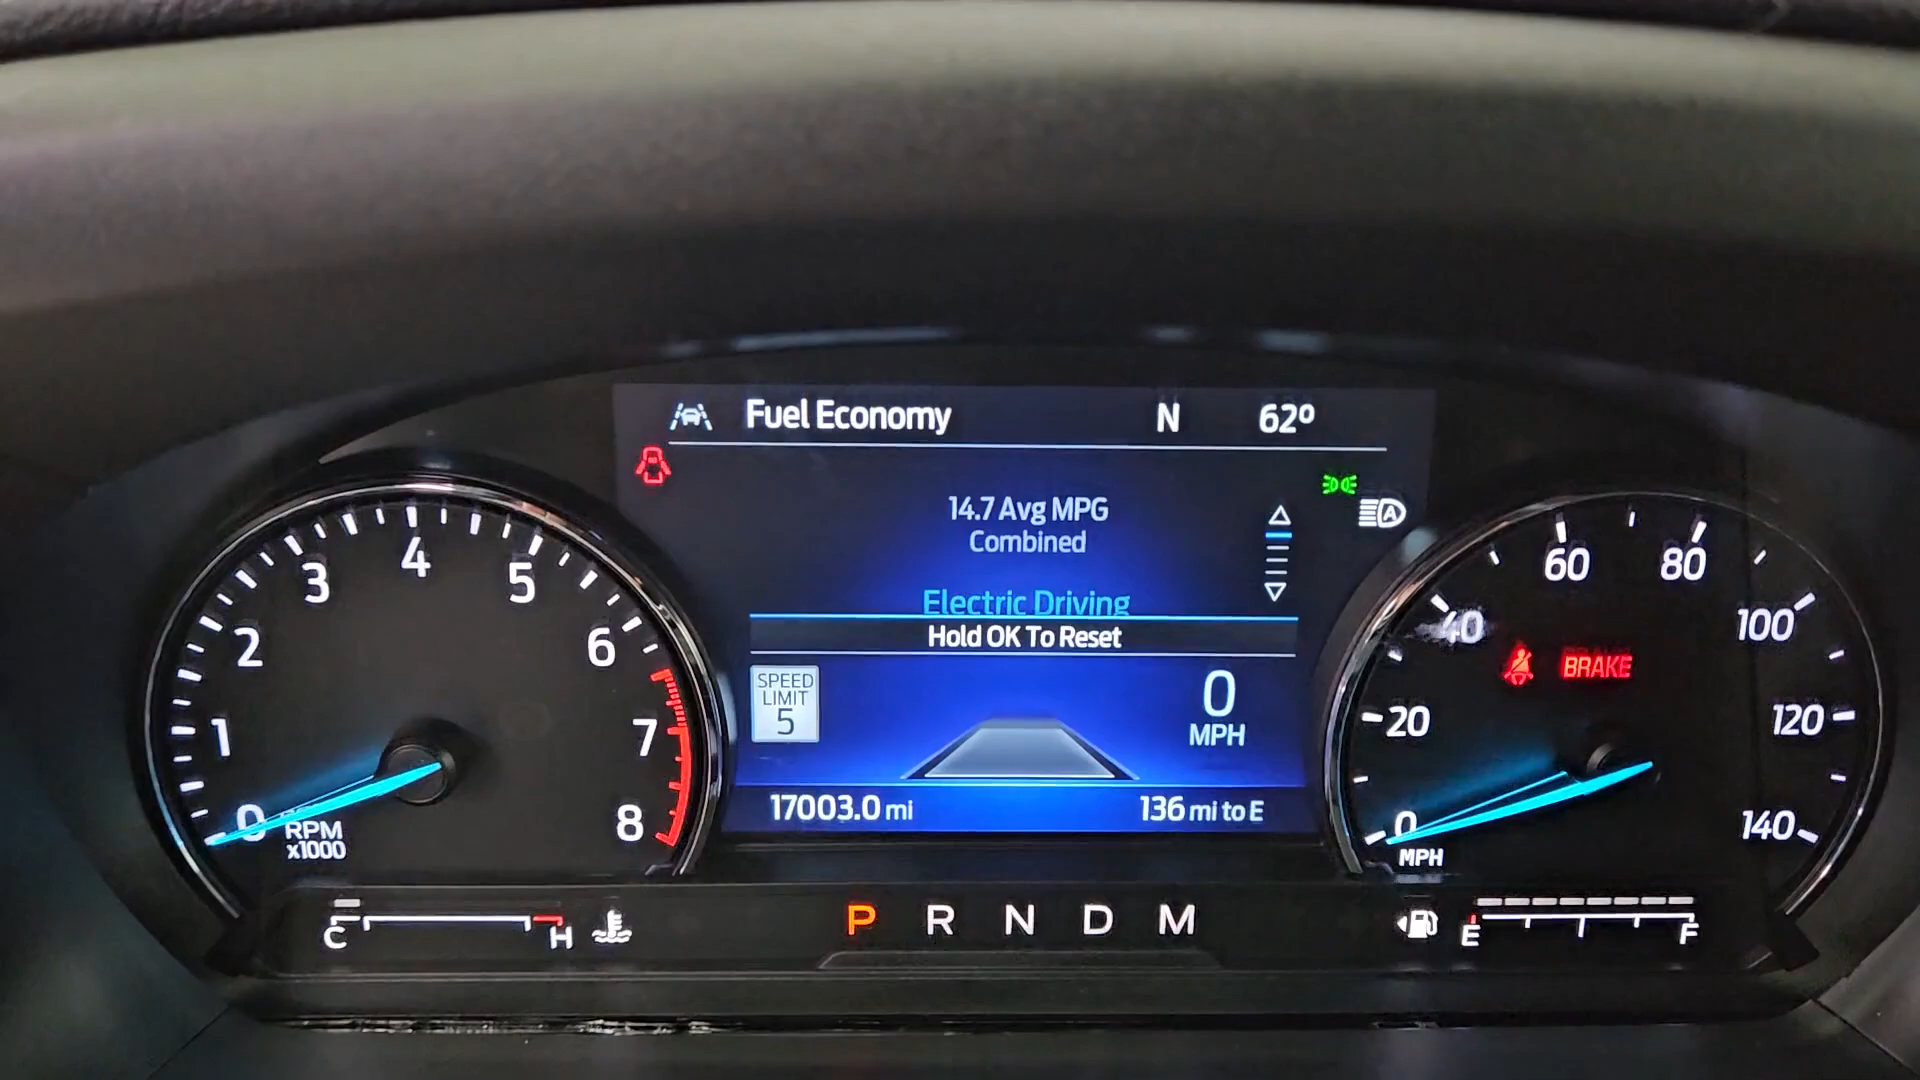 Fuel Economy N 62º
14.7 Avg MPG
Combined
Electric Driving
Hold OK To Reset
SPEED
LIMIT
5
0
MPH
17003.0 mi 136 mi to E
0 1 2 3 4 5 6 7 8
RPM
x1000
0 20 40 60 80 100 120 140
MPH
BRAKE
A
C H
P R N D M
E F